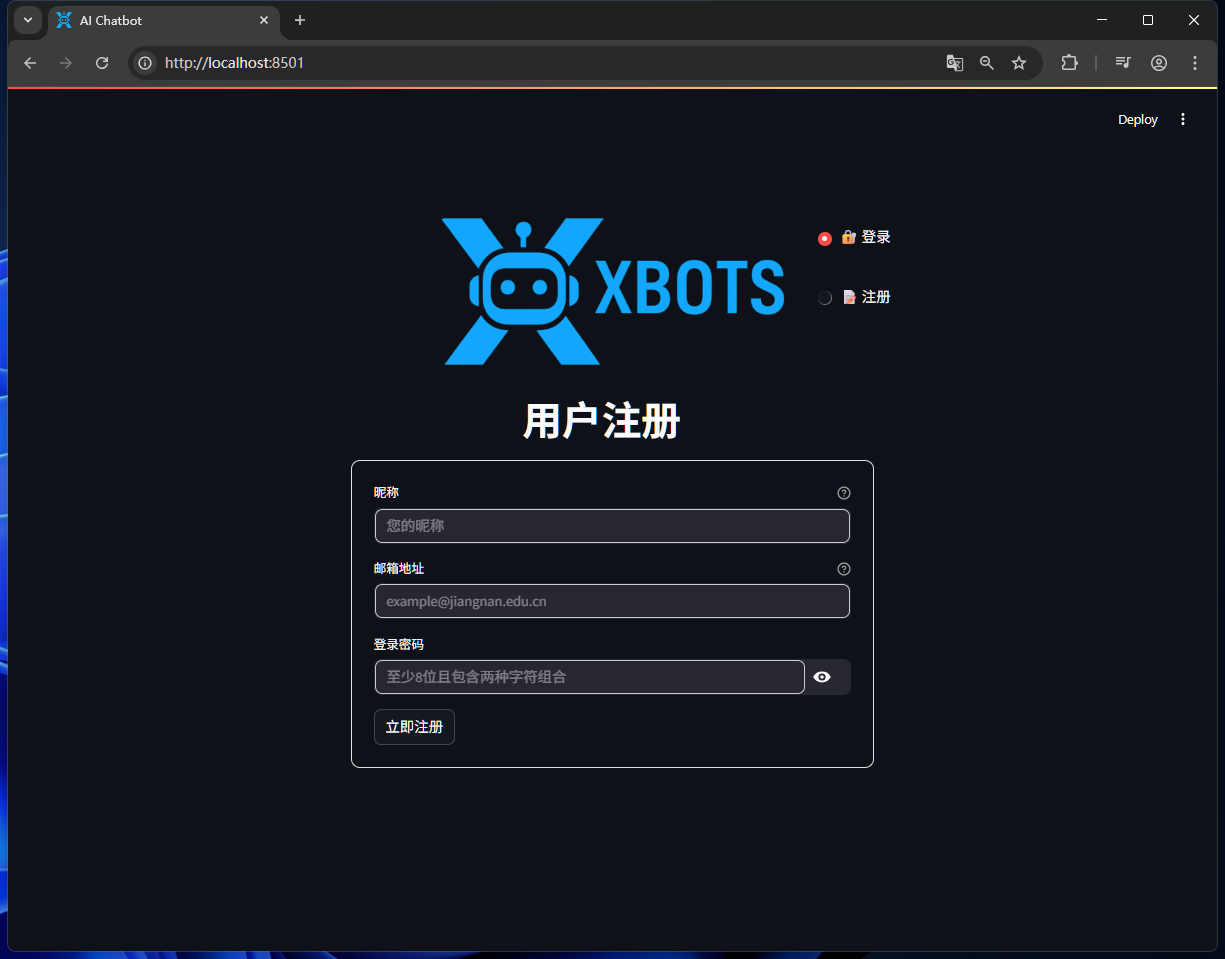 AI Chatbot
http://localhost:8501
Deploy
XBOTS
登录
注册
用户注册
昵称
您的昵称
邮箱地址
example@jiangnan.edu.cn
登录密码
至少8位且包含两种字符组合
立即注册